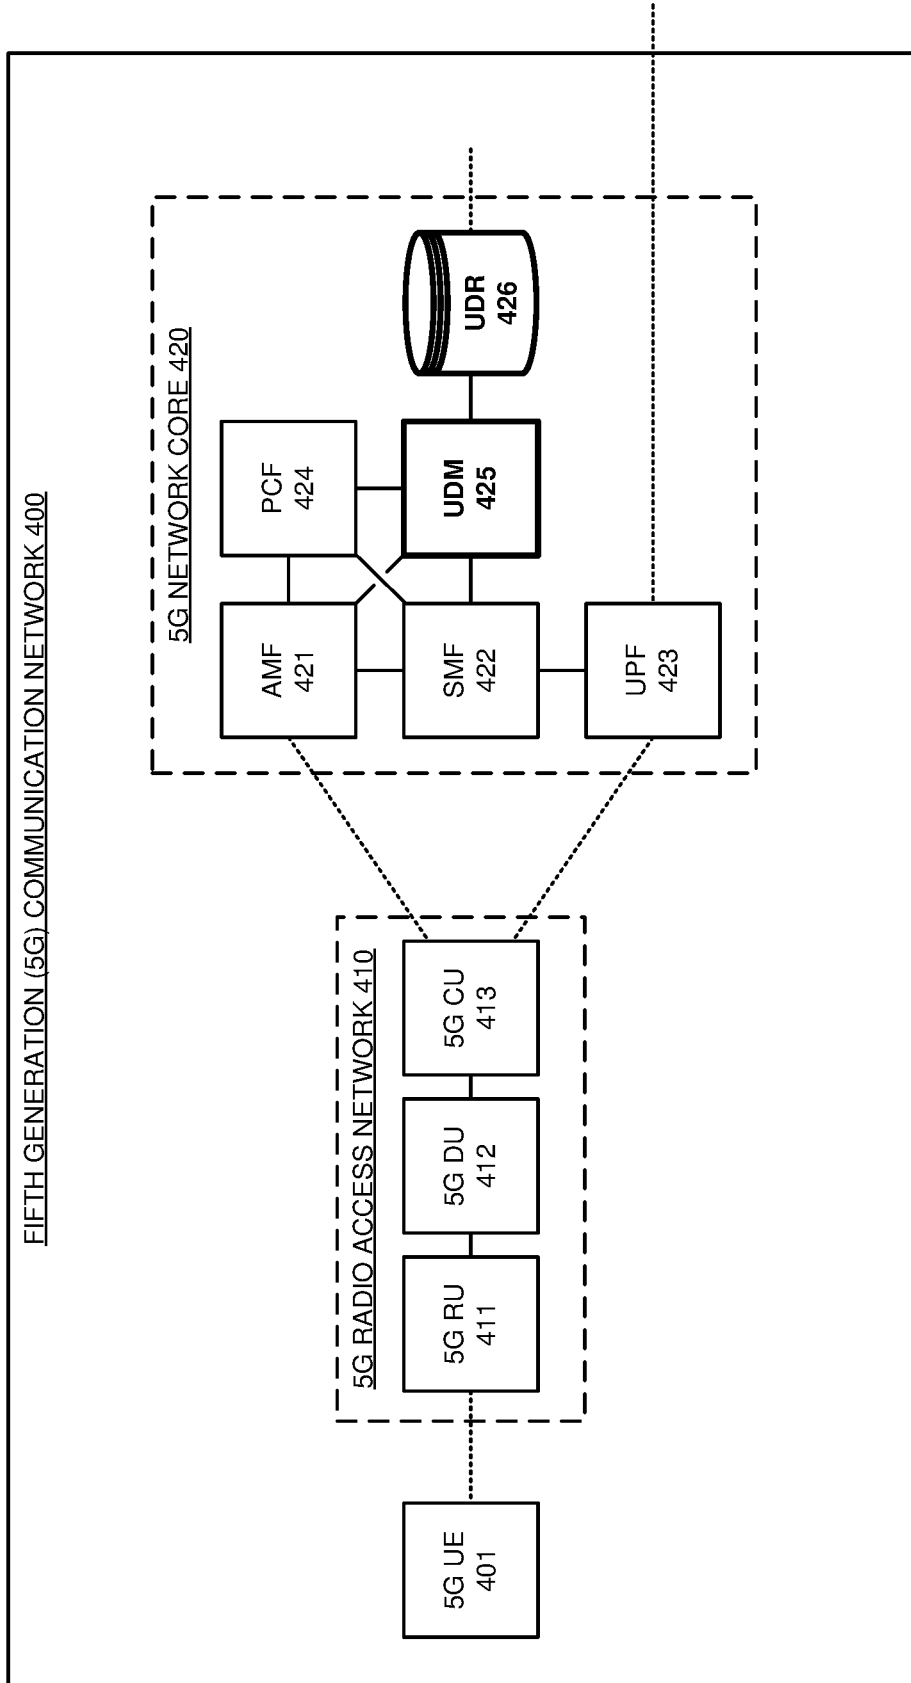 FIFTH GENERATION (5G) COMMUNICATION NETWORK 400
5G NETWORK CORE 420
AMF
421
PCF
424
5G RADIO ACCESS NETWORK 410
5G UE
401
5G RU
411
5G DU
412
5G CU
413
SMF
422
UDM
425
UDR
426
UPF
423